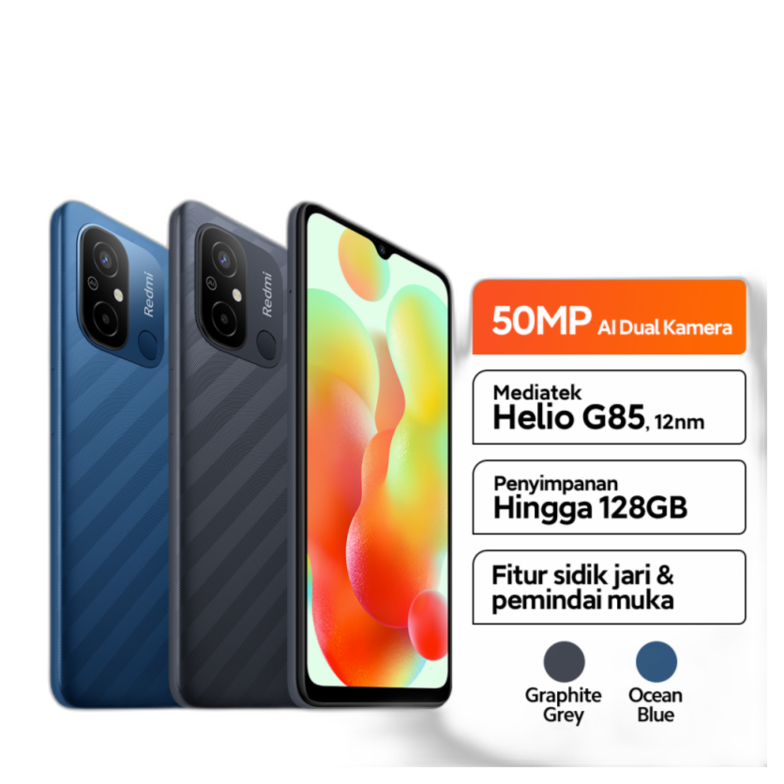 Redmi
Redmi
50MP AI Dual Kamera
Mediatek
Helio G85, 12nm
Penyimpanan
Hingga 128GB
Fitur sidik jari &
pemindai muka
Graphite
Grey
Ocean
Blue